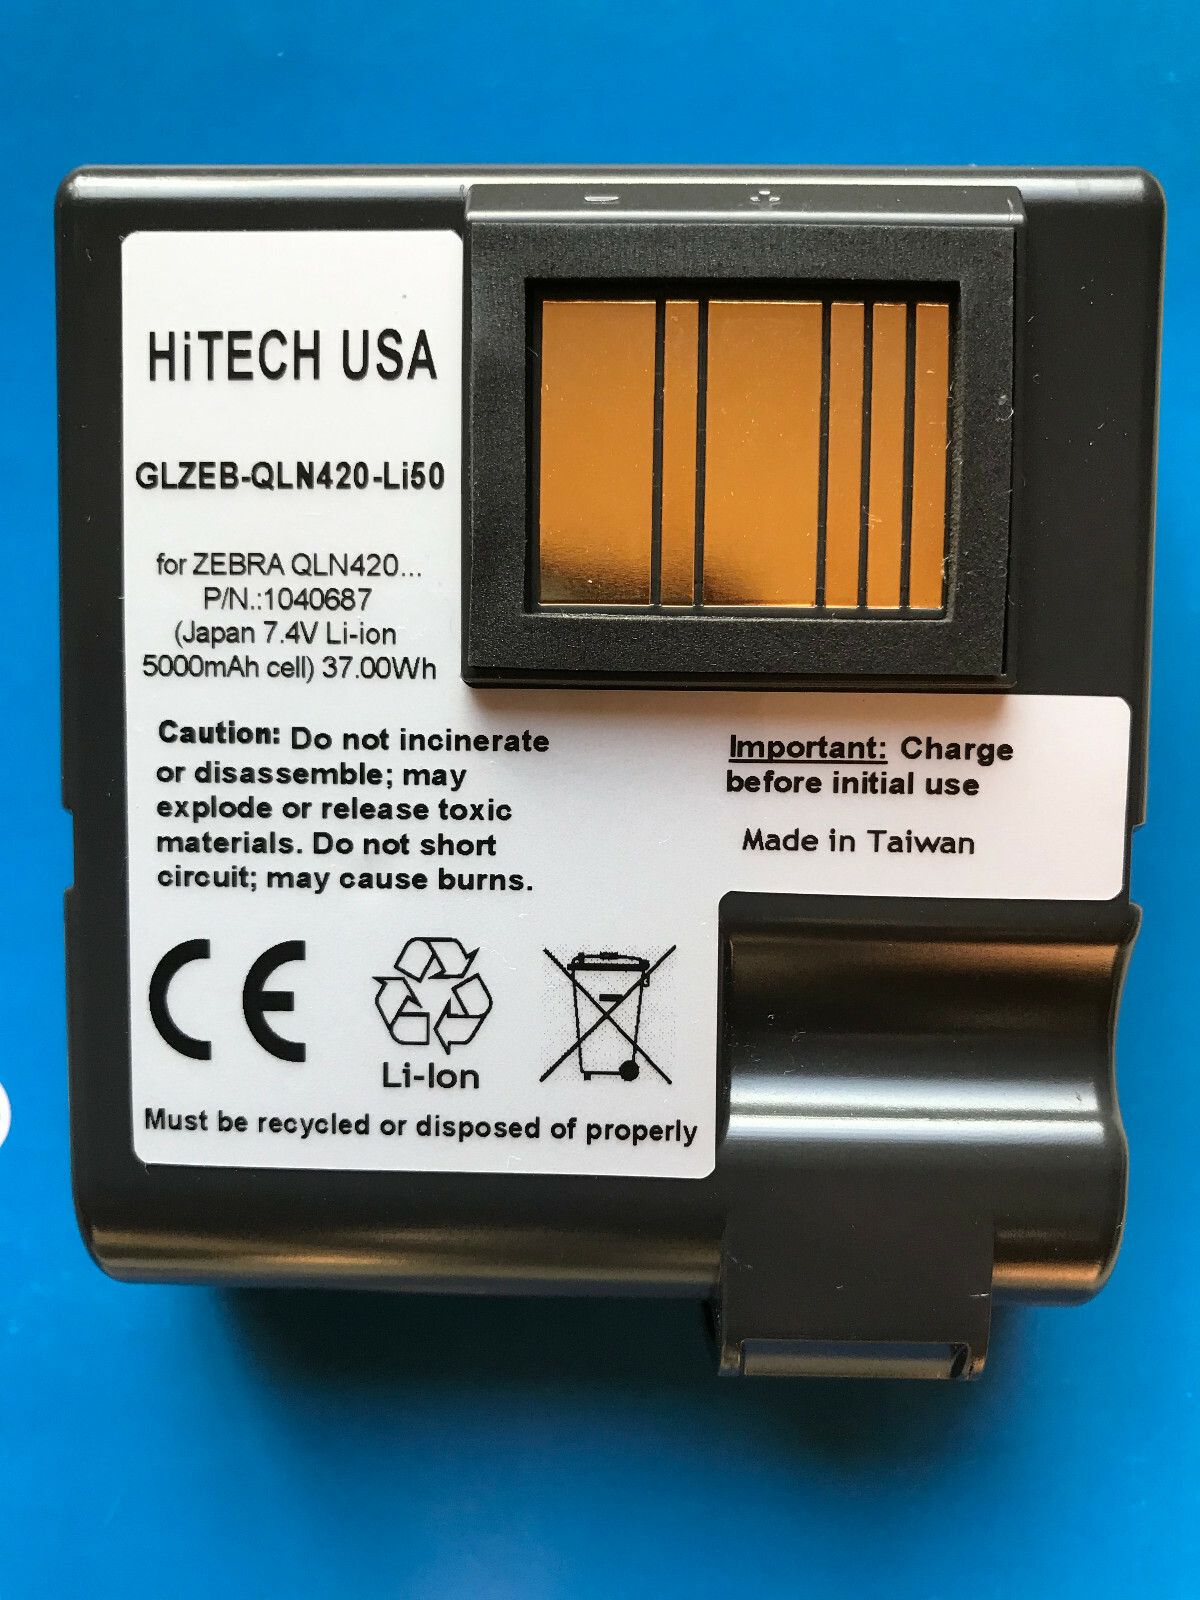 - +
HiTECH USA
GLZEB-QLN420-Li50
for ZEBRA QLN420...
P/N.:1040687
(Japan 7.4V Li-ion
5000mAh cell) 37.00Wh
Caution: Do not incinerate
or disassemble; may
explode or release toxic
materials. Do not short
circuit; may cause burns.
Important: Charge
before initial use
Made in Taiwan
CE
Li-Ion
Must be recycled or disposed of properly